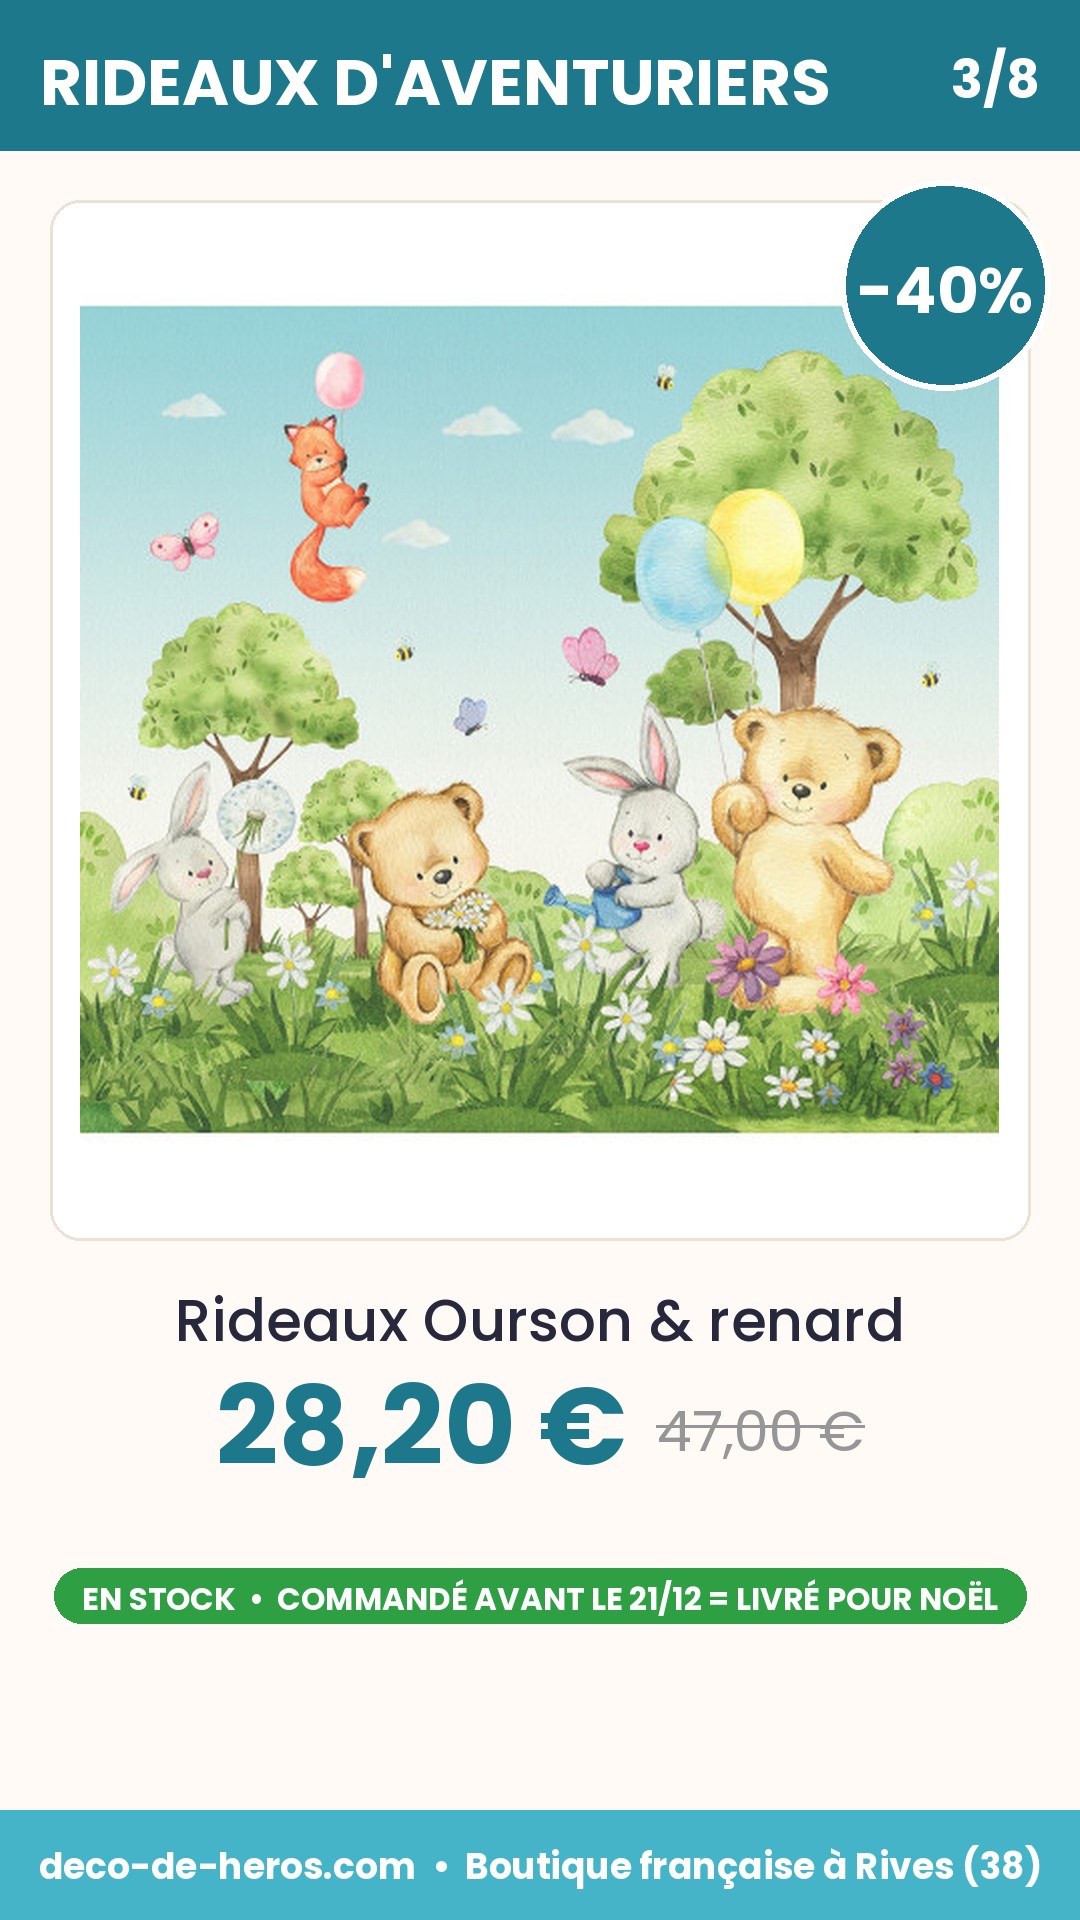 RIDEAUX D'AVENTURIERS 3/8
-40%
Rideaux Ourson & renard
28,20 € 47,00 €
EN STOCK • COMMANDÉ AVANT LE 21/12 = LIVRÉ POUR NOËL
deco-de-heros.com • Boutique française à Rives (38)